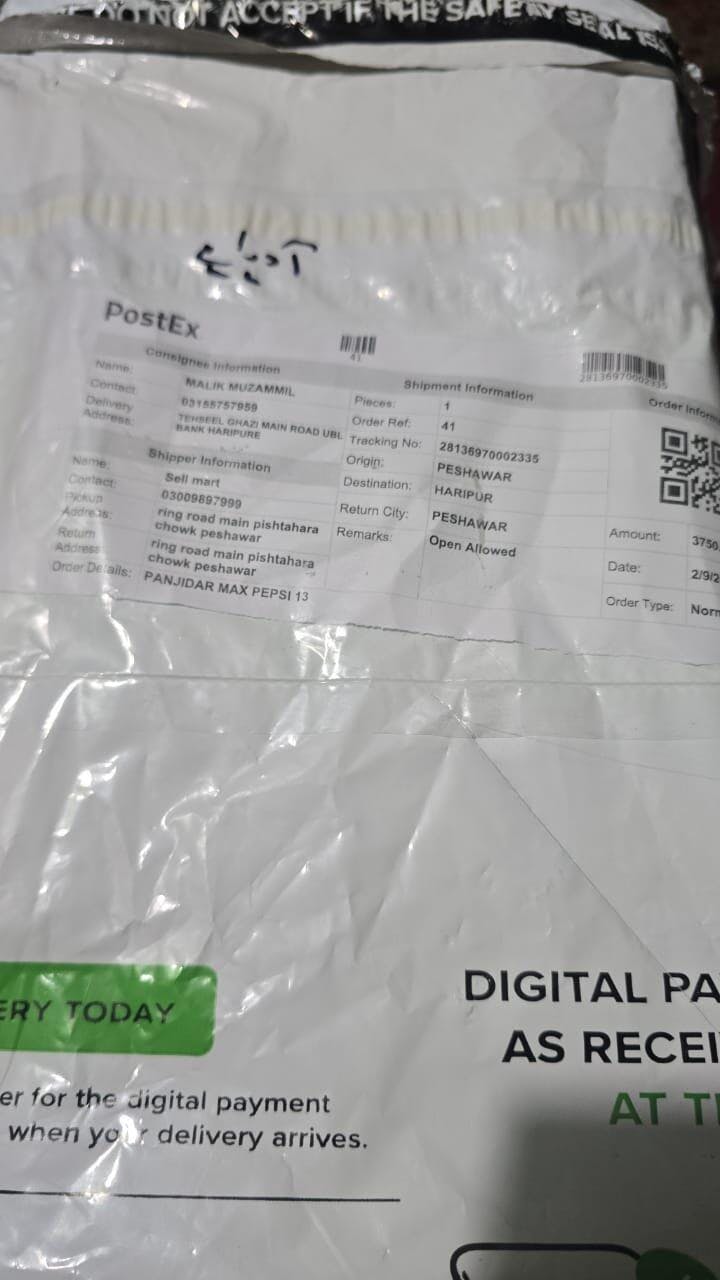 DO NOT ACCEPT IF THE SAFETY SEAL IS
PostEx
41
28136970002335
Consignee Information
Name: MALIK MUZAMMIL
Contact: 03155757959
Delivery Address: TEHSEEL GHAZI MAIN ROAD UBL
BANK HARIPURE
Shipper Information
Name: Sell mart
Contact: 03009897999
Pickup Address: ring road main pishtahara
chowk peshawar
Return Address: ring road main pishtahara
chowk peshawar
Order Details: PANJIDAR MAX PEPSI 13
Shipment Information
Pieces: 1
Order Ref: 41
Tracking No: 28136970002335
Origin: PESHAWAR
Destination: HARIPUR
Return City: PESHAWAR
Remarks: Open Allowed
Order Inform
Amount: 3750
Date: 2/9/2
Order Type: Norm
ERY TODAY
er for the digital payment
when your delivery arrives.
DIGITAL PA
AS RECEI
AT T